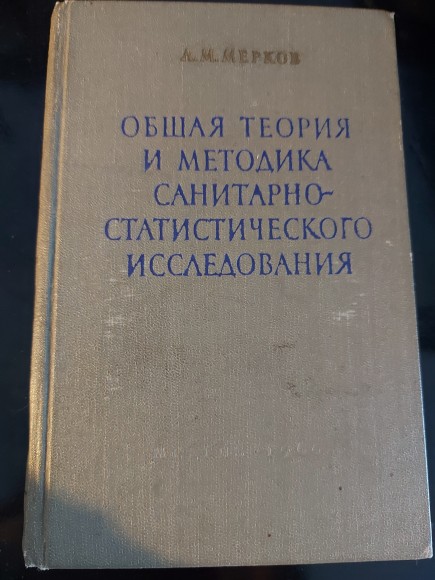 А. М. МЕРКОВ
ОБЩАЯ ТЕОРИЯ
И МЕТОДИКА
САНИТАРНО-
СТАТИСТИЧЕСКОГО
ИССЛЕДОВАНИЯ